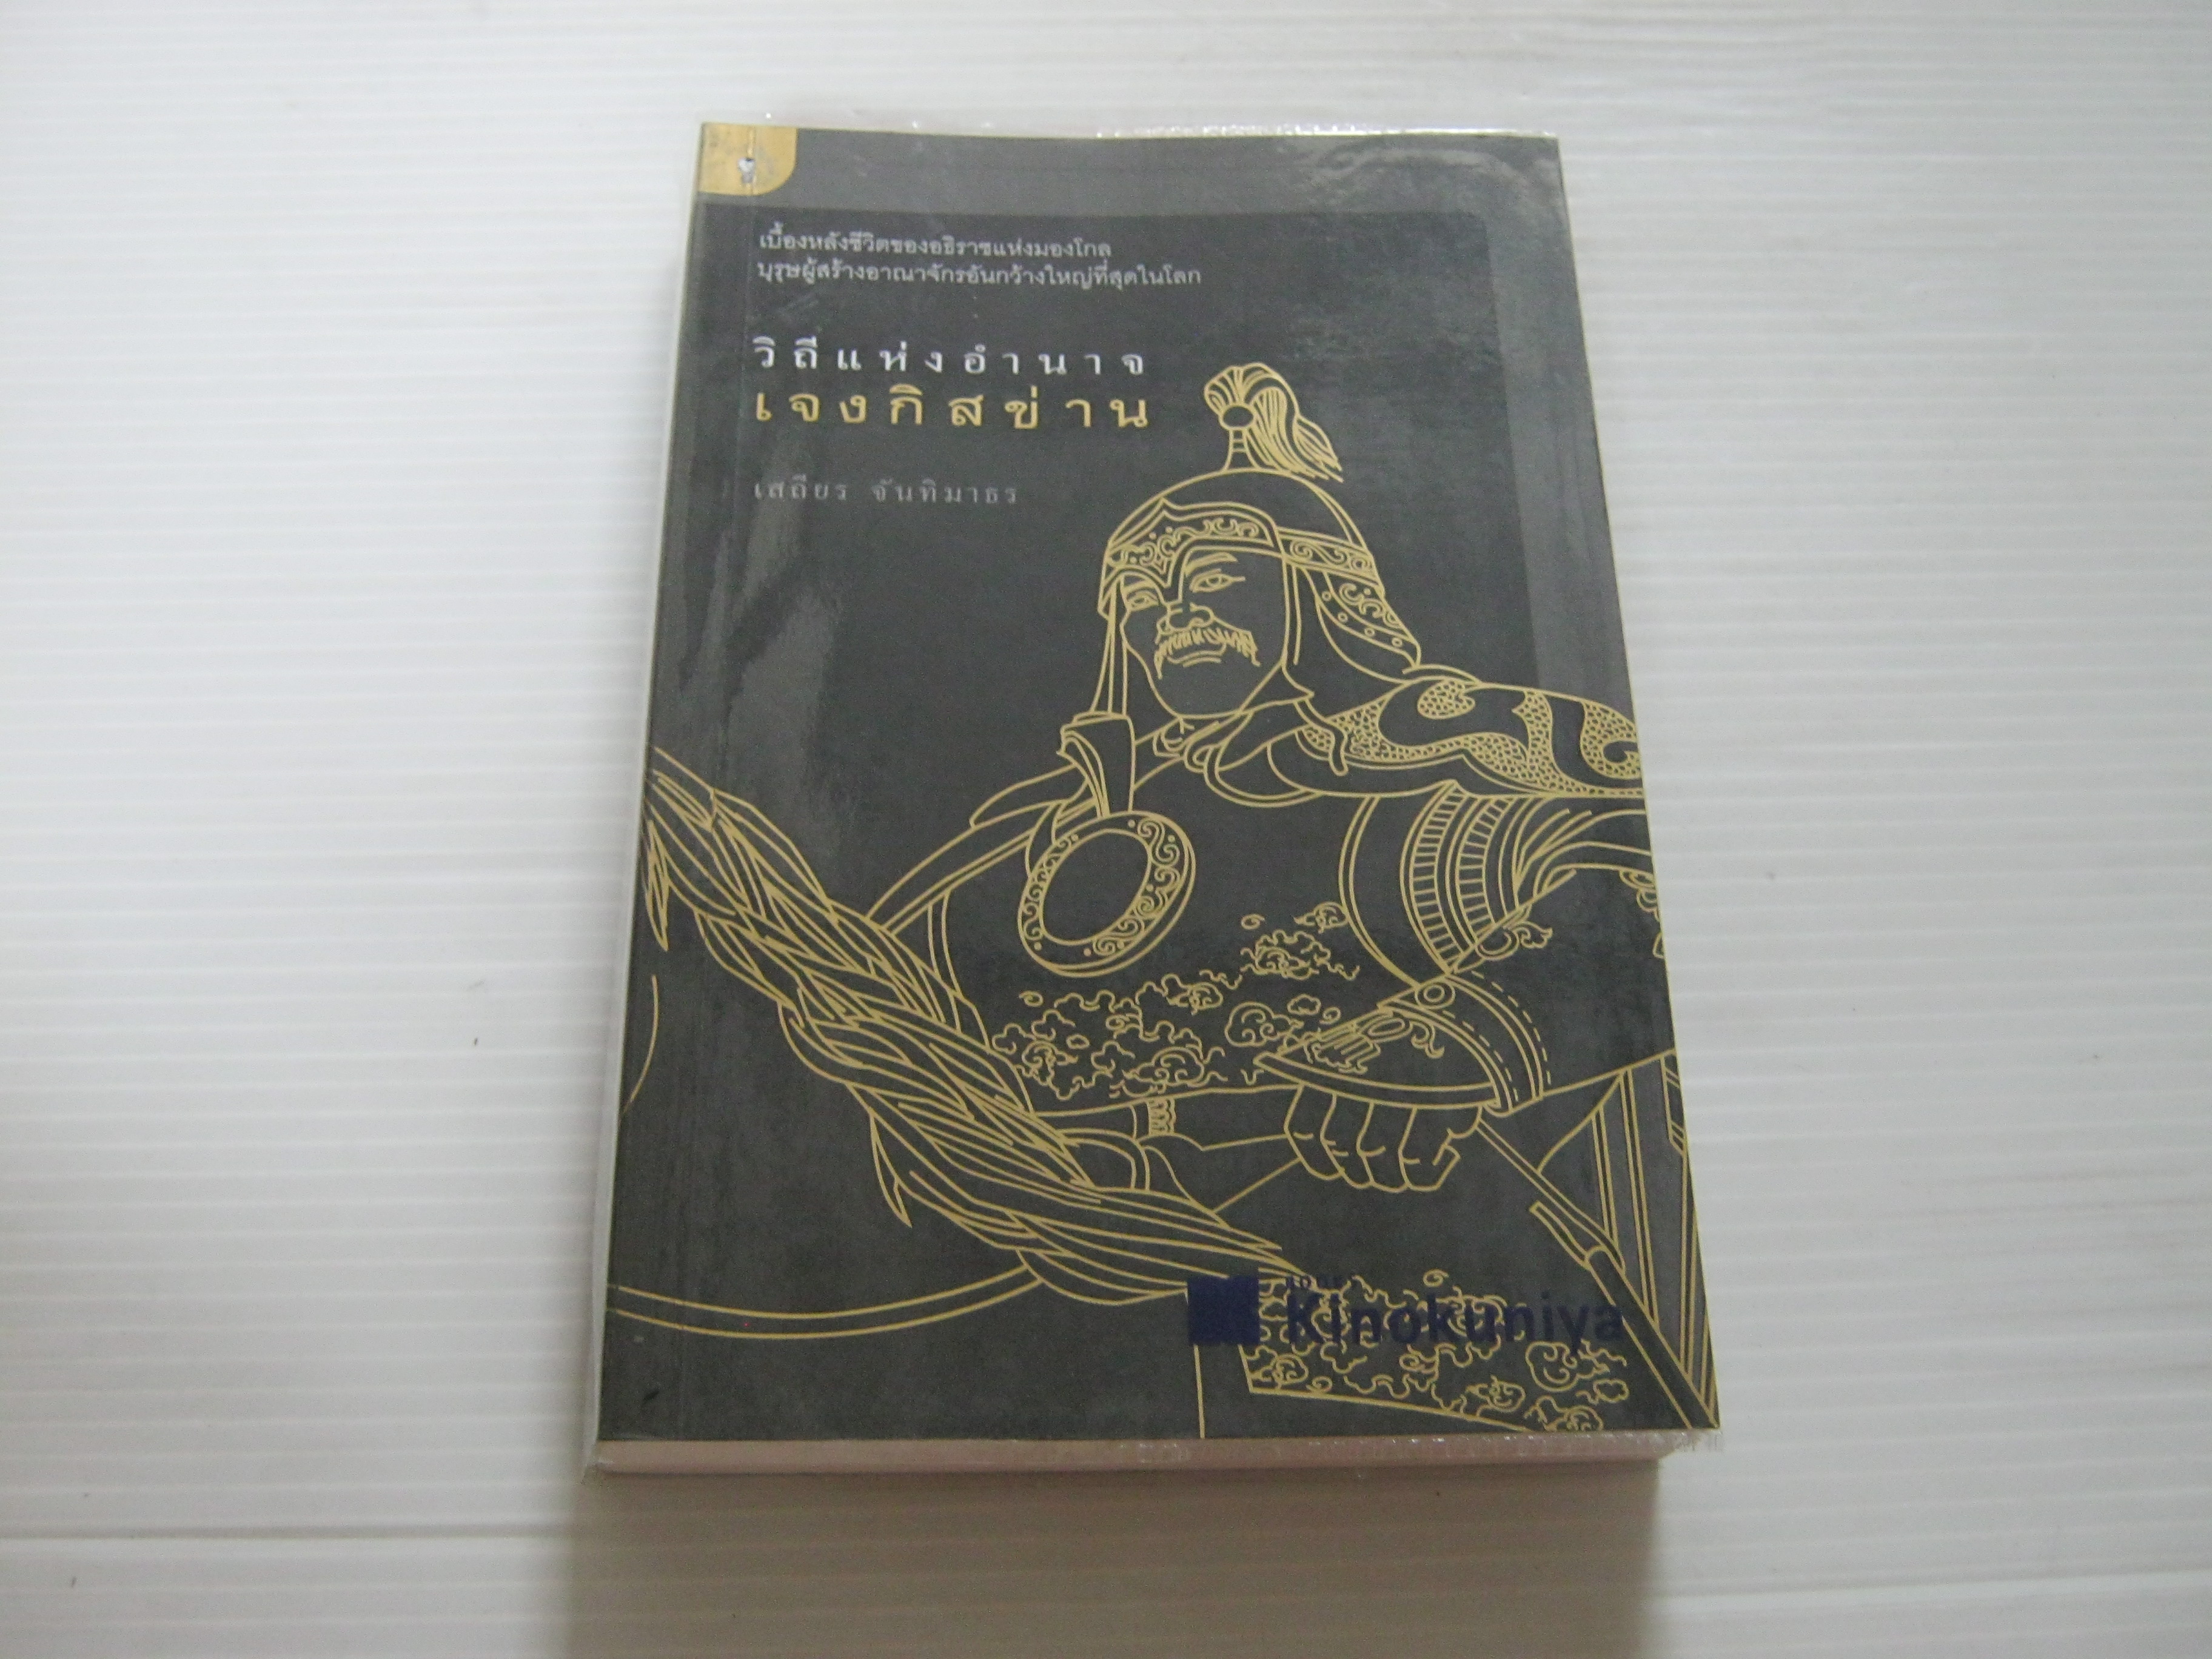 เบื้องหลังชีวิตของอธิราชแห่งมองโกล
บุรุษผู้สร้างอาณาจักรอันกว้างใหญ่ที่สุดในโลก
วิถีแห่งอำนาจ
เจงกิสข่าน
เสถียร จันทิมาธร
Kinokuniya